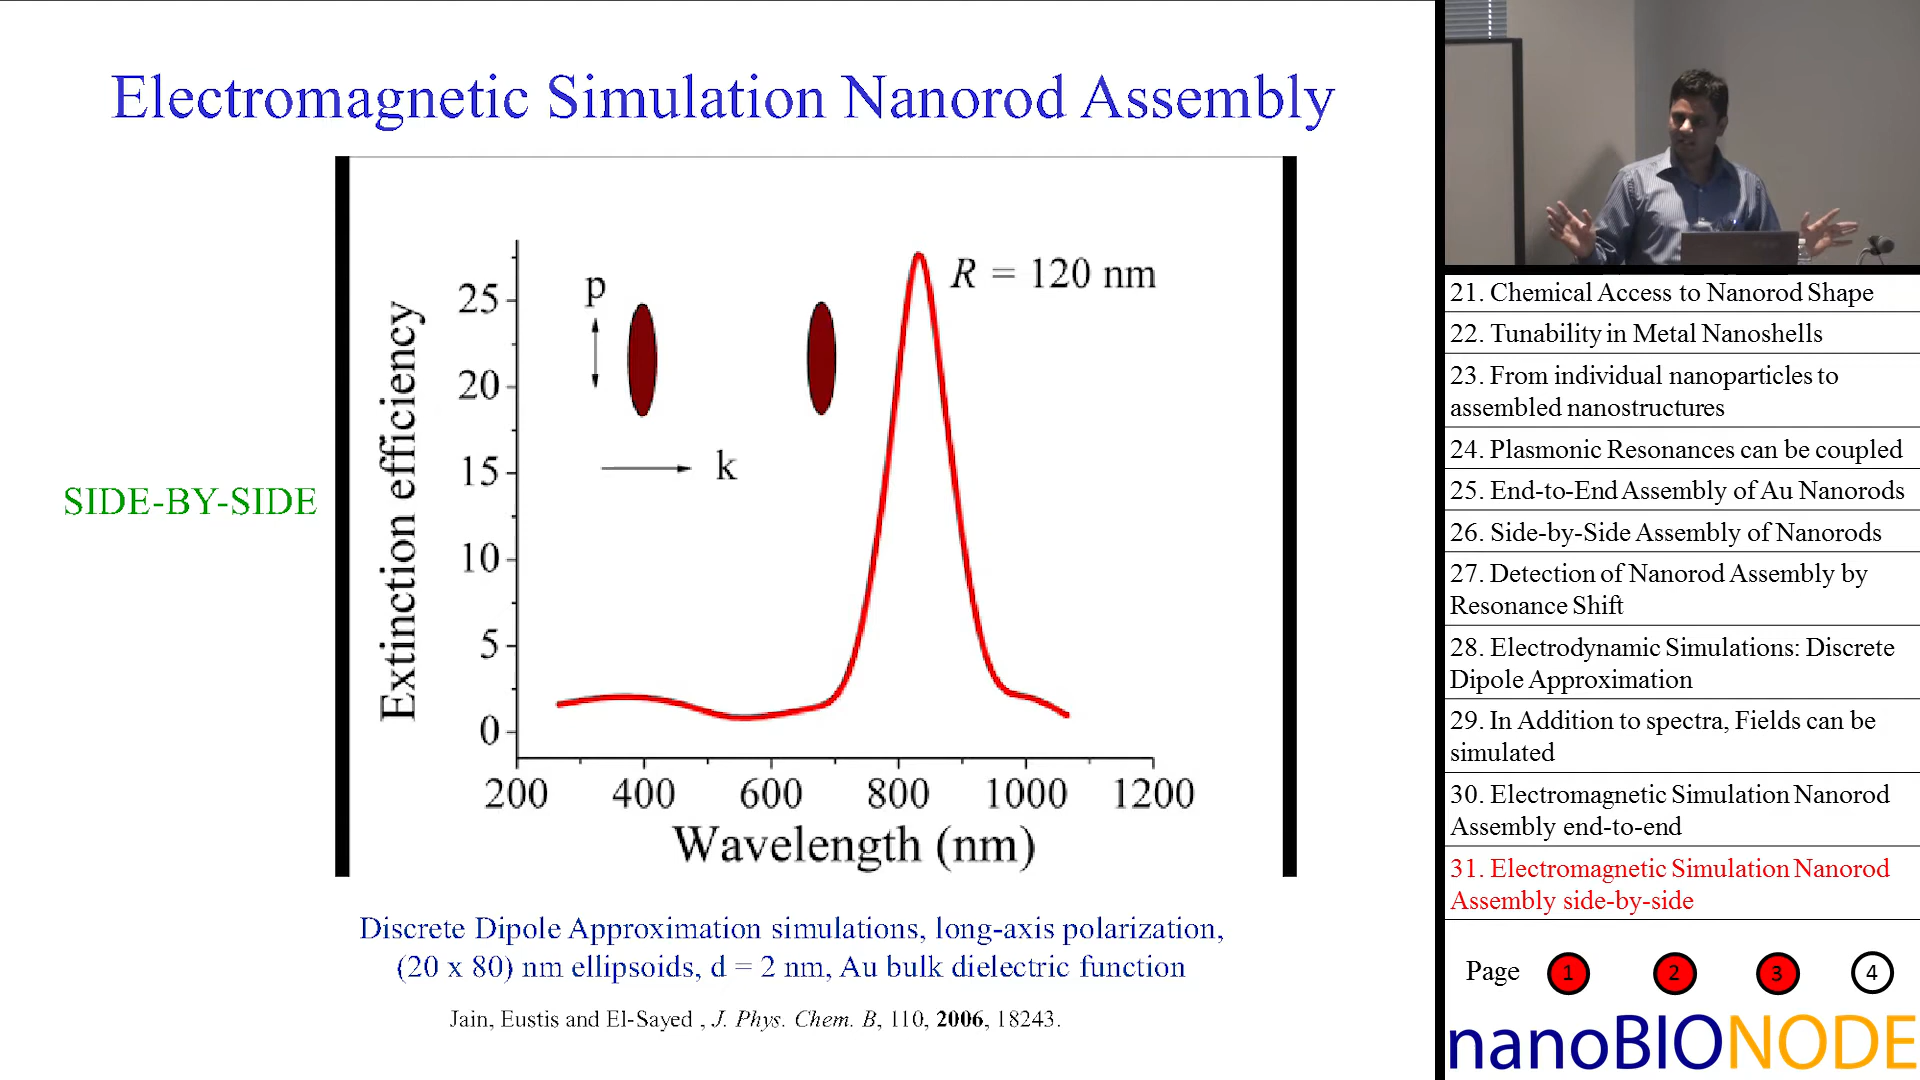 Electromagnetic Simulation Nanorod Assembly
SIDE-BY-SIDE
Extinction efficiency
25
20
15
10
5
0
p
k
R = 120 nm
200 400 600 800 1000 1200
Wavelength (nm)
Discrete Dipole Approximation simulations, long-axis polarization,
(20 x 80) nm ellipsoids, d = 2 nm, Au bulk dielectric function
Jain, Eustis and El-Sayed , J. Phys. Chem. B, 110, 2006, 18243.
21. Chemical Access to Nanorod Shape
22. Tunability in Metal Nanoshells
23. From individual nanoparticles to
assembled nanostructures
24. Plasmonic Resonances can be coupled
25. End-to-End Assembly of Au Nanorods
26. Side-by-Side Assembly of Nanorods
27. Detection of Nanorod Assembly by
Resonance Shift
28. Electrodynamic Simulations: Discrete
Dipole Approximation
29. In Addition to spectra, Fields can be
simulated
30. Electromagnetic Simulation Nanorod
Assembly end-to-end
31. Electromagnetic Simulation Nanorod
Assembly side-by-side
Page 1 2 3 4
nanoBIONODE